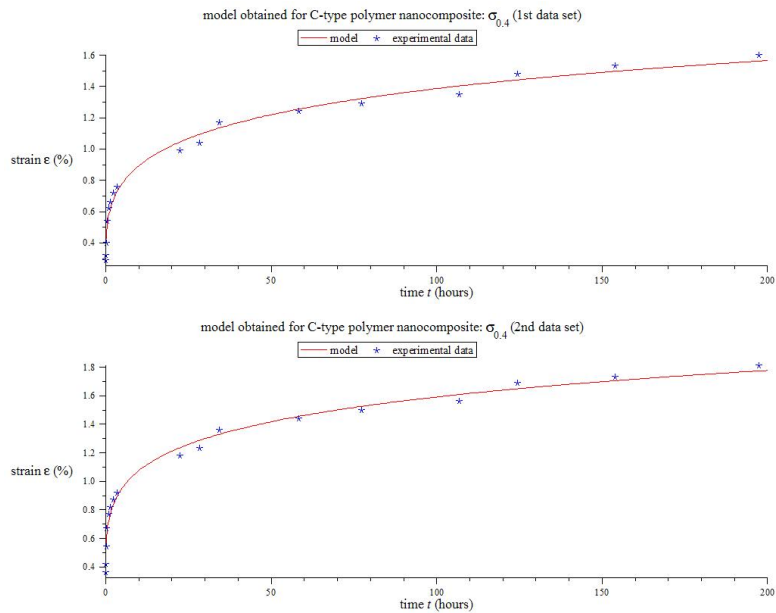 model obtained for C-type polymer nanocomposite: σ0.4 (1st data set)
model experimental data
1.6
1.4
1.2
1.0
strain ε (%)
0.8
0.6
0.4
0 50 100 150 200
time t (hours)
model obtained for C-type polymer nanocomposite: σ0.4 (2nd data set)
model experimental data
1.8
1.6
1.4
1.2
strain ε (%)
1.0
0.8
0.6
0.4
0 50 100 150 200
time t (hours)